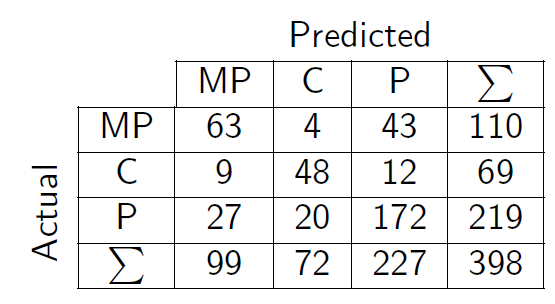 Predicted
MP C P ∑
MP 63 4 43 110
C 9 48 12 69
P 27 20 172 219
∑ 99 72 227 398
Actual